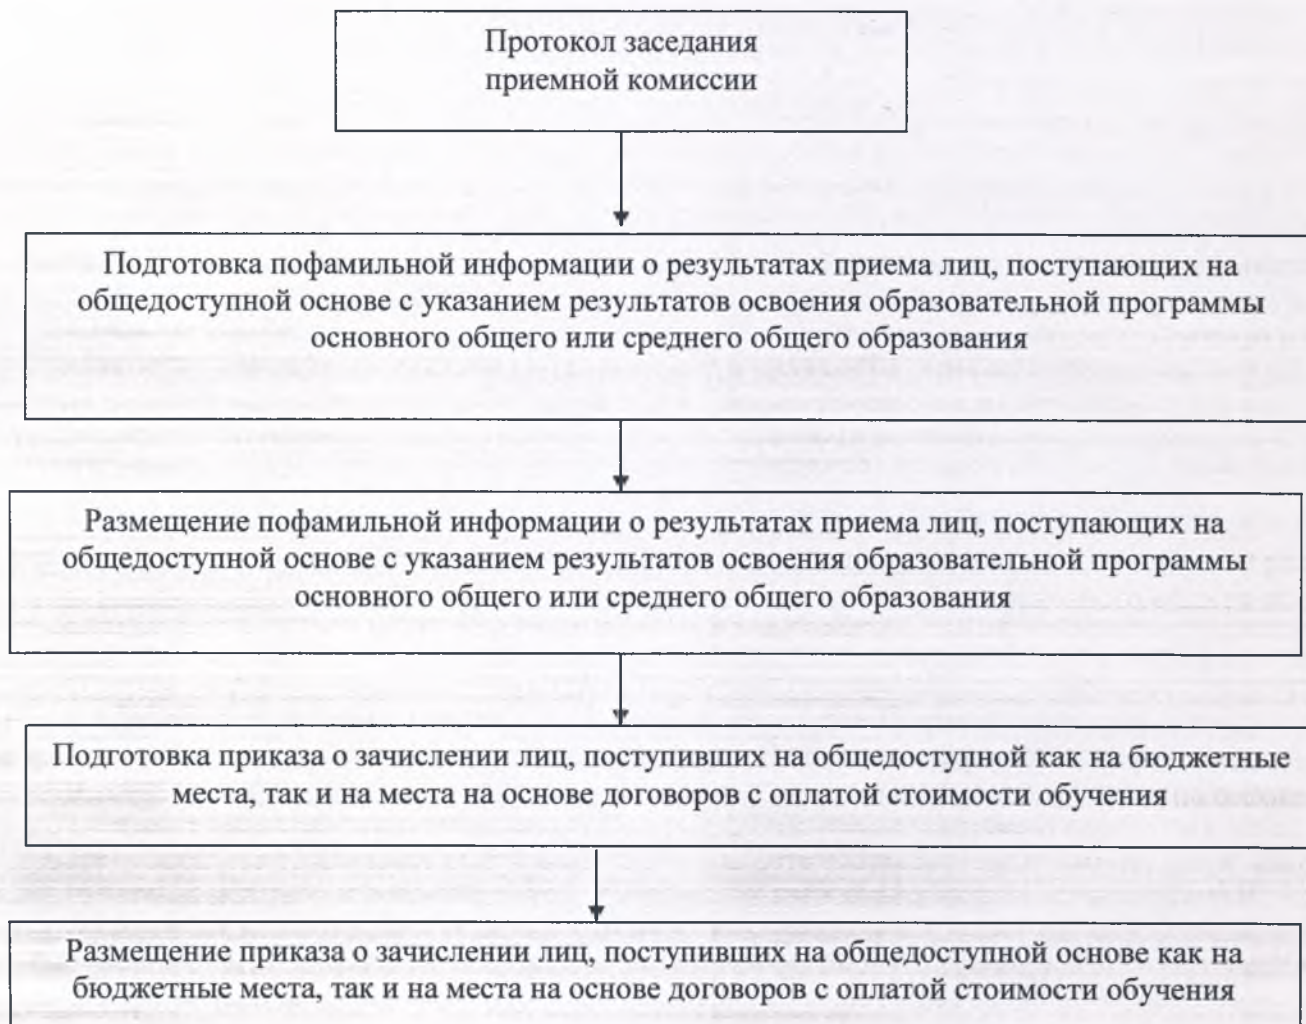 Протокол заседания
приемной комиссии
Подготовка пофамильной информации о результатах приема лиц, поступающих на
общедоступной основе с указанием результатов освоения образовательной программы
основного общего или среднего общего образования
Размещение пофамильной информации о результатах приема лиц, поступающих на
общедоступной основе с указанием результатов освоения образовательной программы
основного общего или среднего общего образования
Подготовка приказа о зачислении лиц, поступивших на общедоступной как на бюджетные
места, так и на места на основе договоров с оплатой стоимости обучения
Размещение приказа о зачислении лиц, поступивших на общедоступной основе как на
бюджетные места, так и на места на основе договоров с оплатой стоимости обучения